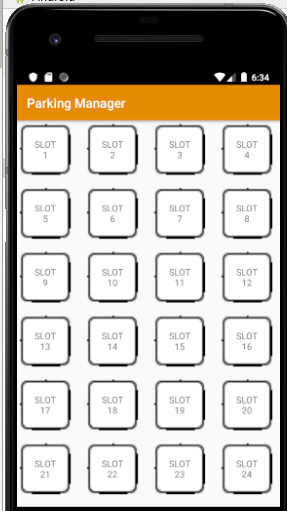 Android
6:34
Parking Manager
SLOT
1
SLOT
2
SLOT
3
SLOT
4
SLOT
5
SLOT
6
SLOT
7
SLOT
8
SLOT
9
SLOT
10
SLOT
11
SLOT
12
SLOT
13
SLOT
14
SLOT
15
SLOT
16
SLOT
17
SLOT
18
SLOT
19
SLOT
20
SLOT
21
SLOT
22
SLOT
23
SLOT
24